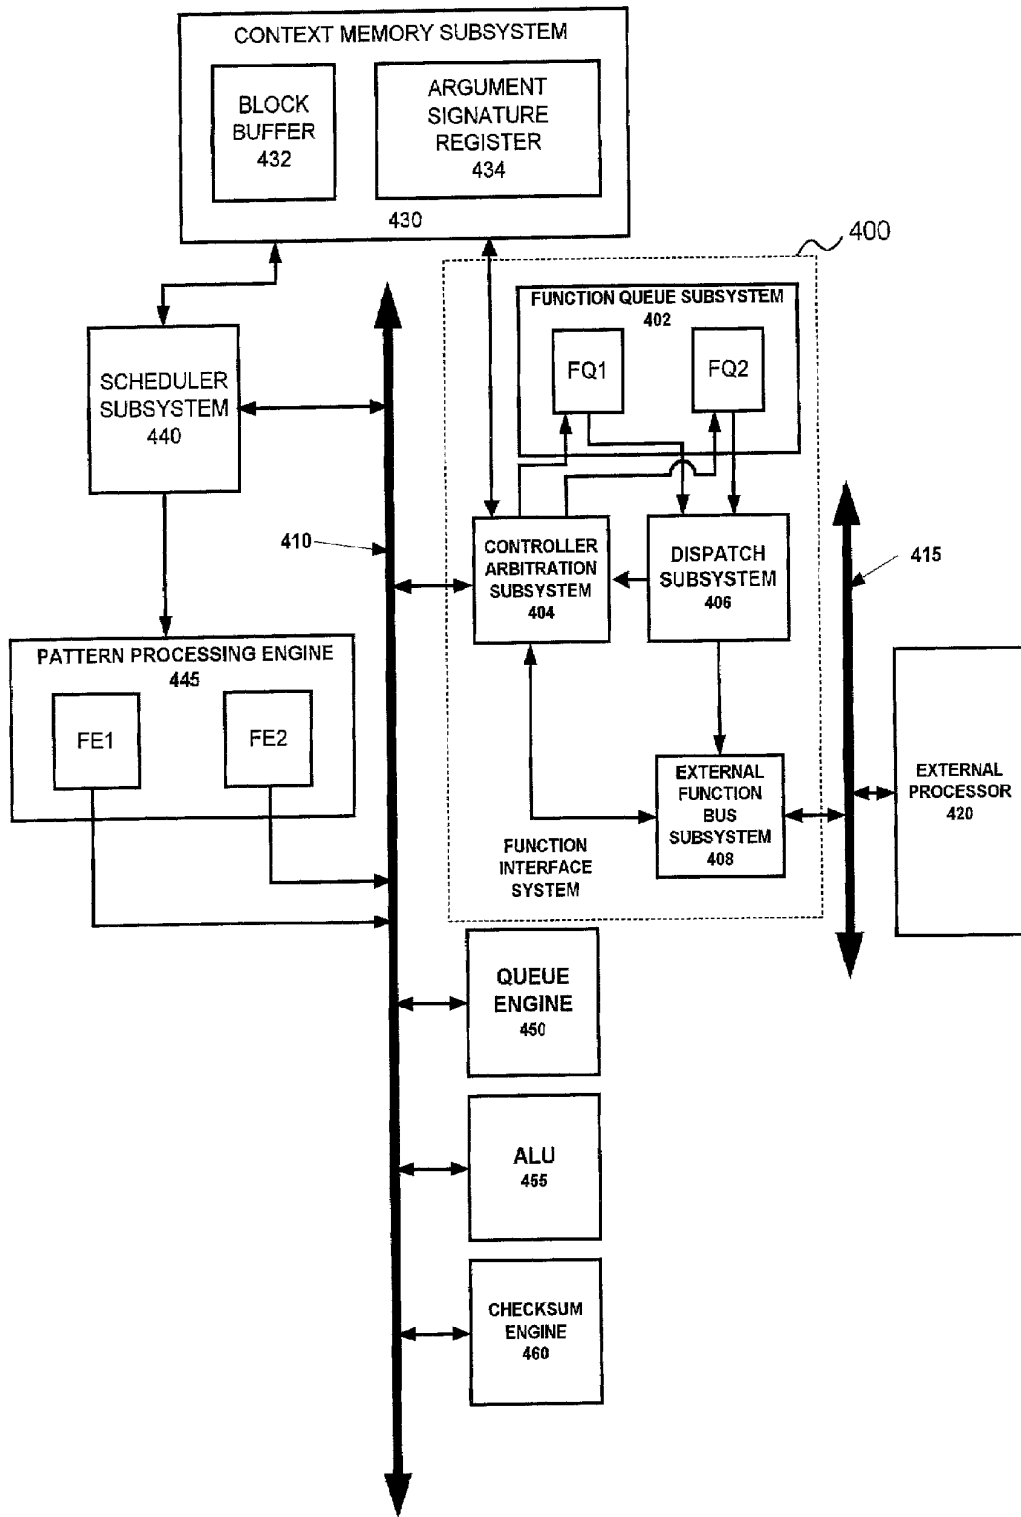 CONTEXT MEMORY SUBSYSTEM
BLOCK
BUFFER
432
ARGUMENT
SIGNATURE
REGISTER
434
430
400
FUNCTION QUEUE SUBSYSTEM
402
FQ1
FQ2
SCHEDULER
SUBSYSTEM
440
410
CONTROLLER
ARBITRATION
SUBSYSTEM
404
DISPATCH
SUBSYSTEM
406
415
PATTERN PROCESSING ENGINE
445
FE1
FE2
EXTERNAL
FUNCTION
BUS
SUBSYSTEM
408
EXTERNAL
PROCESSOR
420
FUNCTION
INTERFACE
SYSTEM
QUEUE
ENGINE
450
ALU
455
CHECKSUM
ENGINE
460